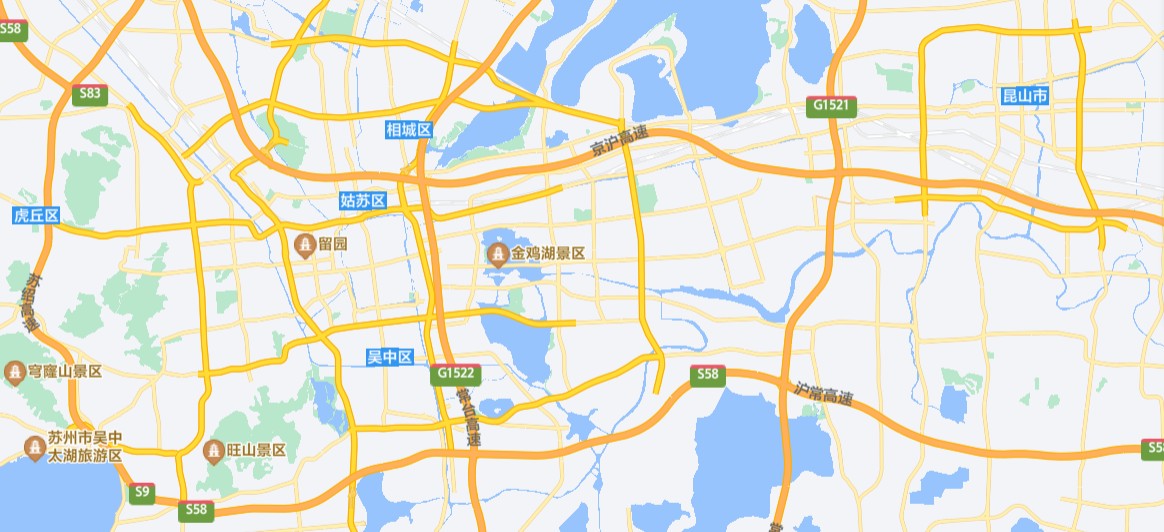 S58
S83
昆山市
G1521
相城区
京沪高速
姑苏区
虎丘区
留园
金鸡湖景区
苏绍高速
吴中区
穹窿山景区
G1522
S58
常台高速
沪常高速
苏州市吴中
太湖旅游区
旺山景区
S58
S9
S58
常